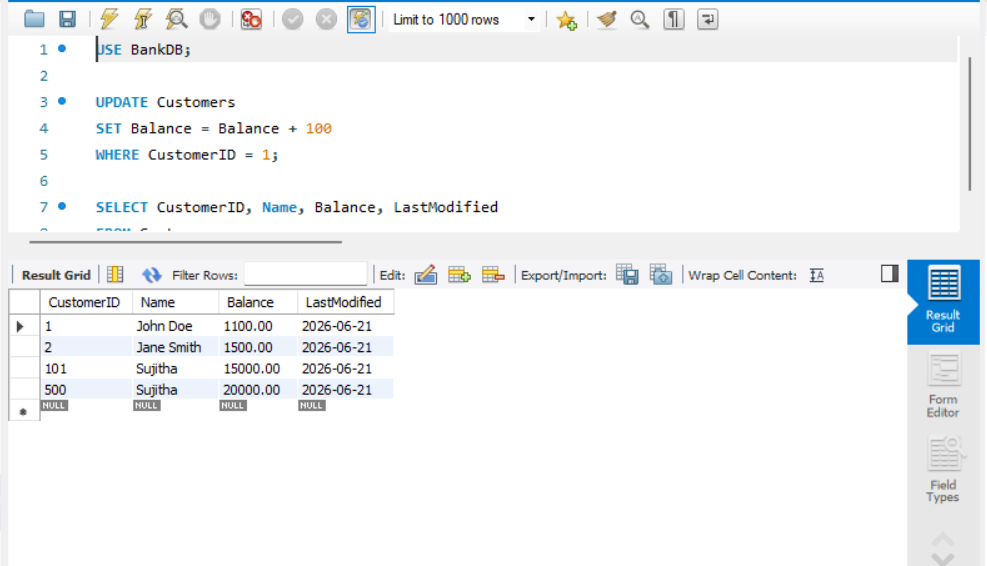 Limit to 1000 rows
1 USE BankDB;
2
3 UPDATE Customers
4 SET Balance = Balance + 100
5 WHERE CustomerID = 1;
6
7 SELECT CustomerID, Name, Balance, LastModified
Result Grid Filter Rows: Edit: Export/Import: Wrap Cell Content:
CustomerID Name Balance LastModified
1 John Doe 1100.00 2026-06-21
2 Jane Smith 1500.00 2026-06-21
101 Sujitha 15000.00 2026-06-21
500 Sujitha 20000.00 2026-06-21
NULL NULL NULL NULL
Result
Grid
Form
Editor
Field
Types